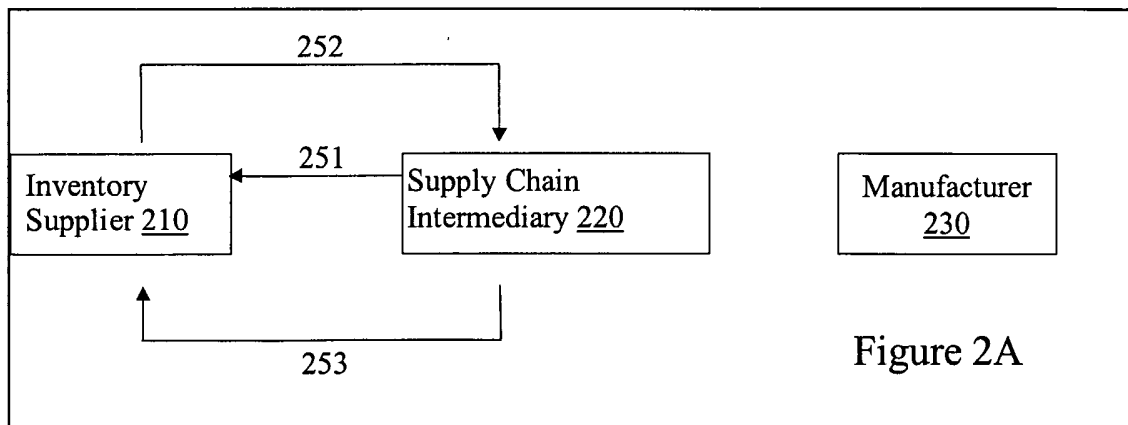 252
251
Inventory
Supplier 210
Supply Chain
Intermediary 220
Manufacturer
230
253
Figure 2A